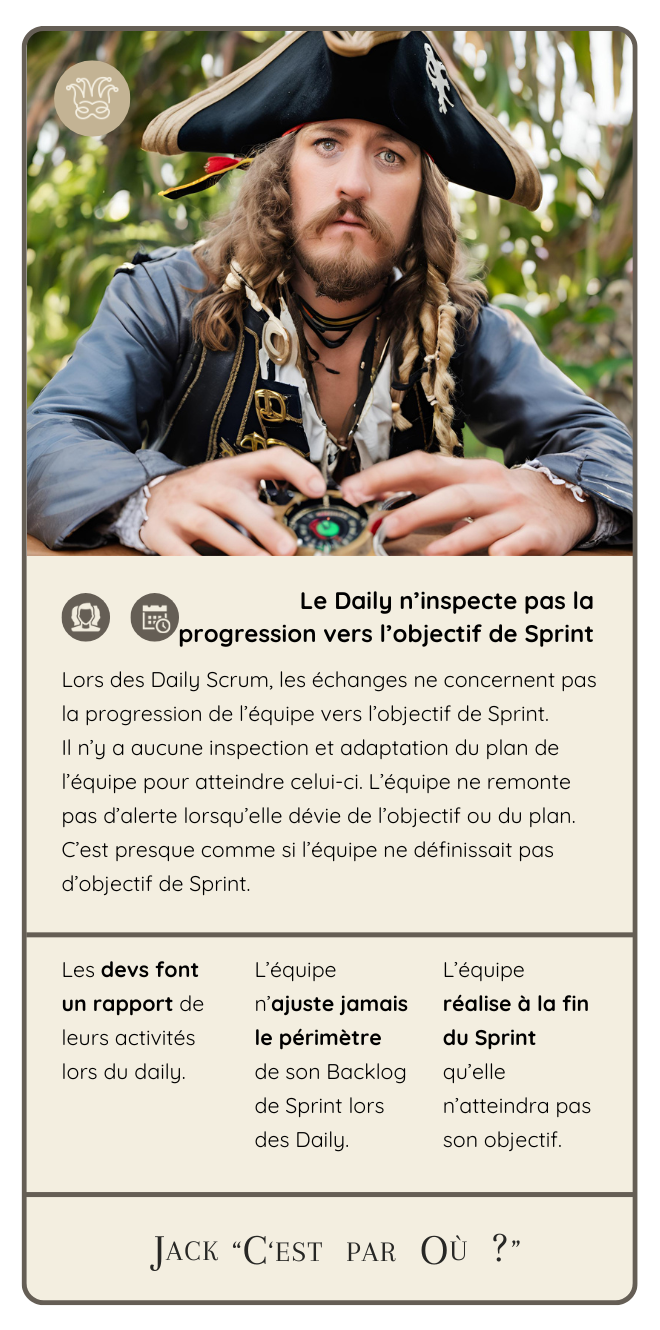 Le Daily n’inspecte pas la
progression vers l’objectif de Sprint
Lors des Daily Scrum, les échanges ne concernent pas
la progression de l’équipe vers l’objectif de Sprint.
Il n’y a aucune inspection et adaptation du plan de
l’équipe pour atteindre celui-ci. L’équipe ne remonte
pas d’alerte lorsqu’elle dévie de l’objectif ou du plan.
C’est presque comme si l’équipe ne définissait pas
d’objectif de Sprint.
Les devs font
un rapport de
leurs activités
lors du daily.
L’équipe
n’ajuste jamais
le périmètre
de son Backlog
de Sprint lors
des Daily.
L’équipe
réalise à la fin
du Sprint
qu’elle
n’atteindra pas
son objectif.
Jack “C‘est par Où ?”